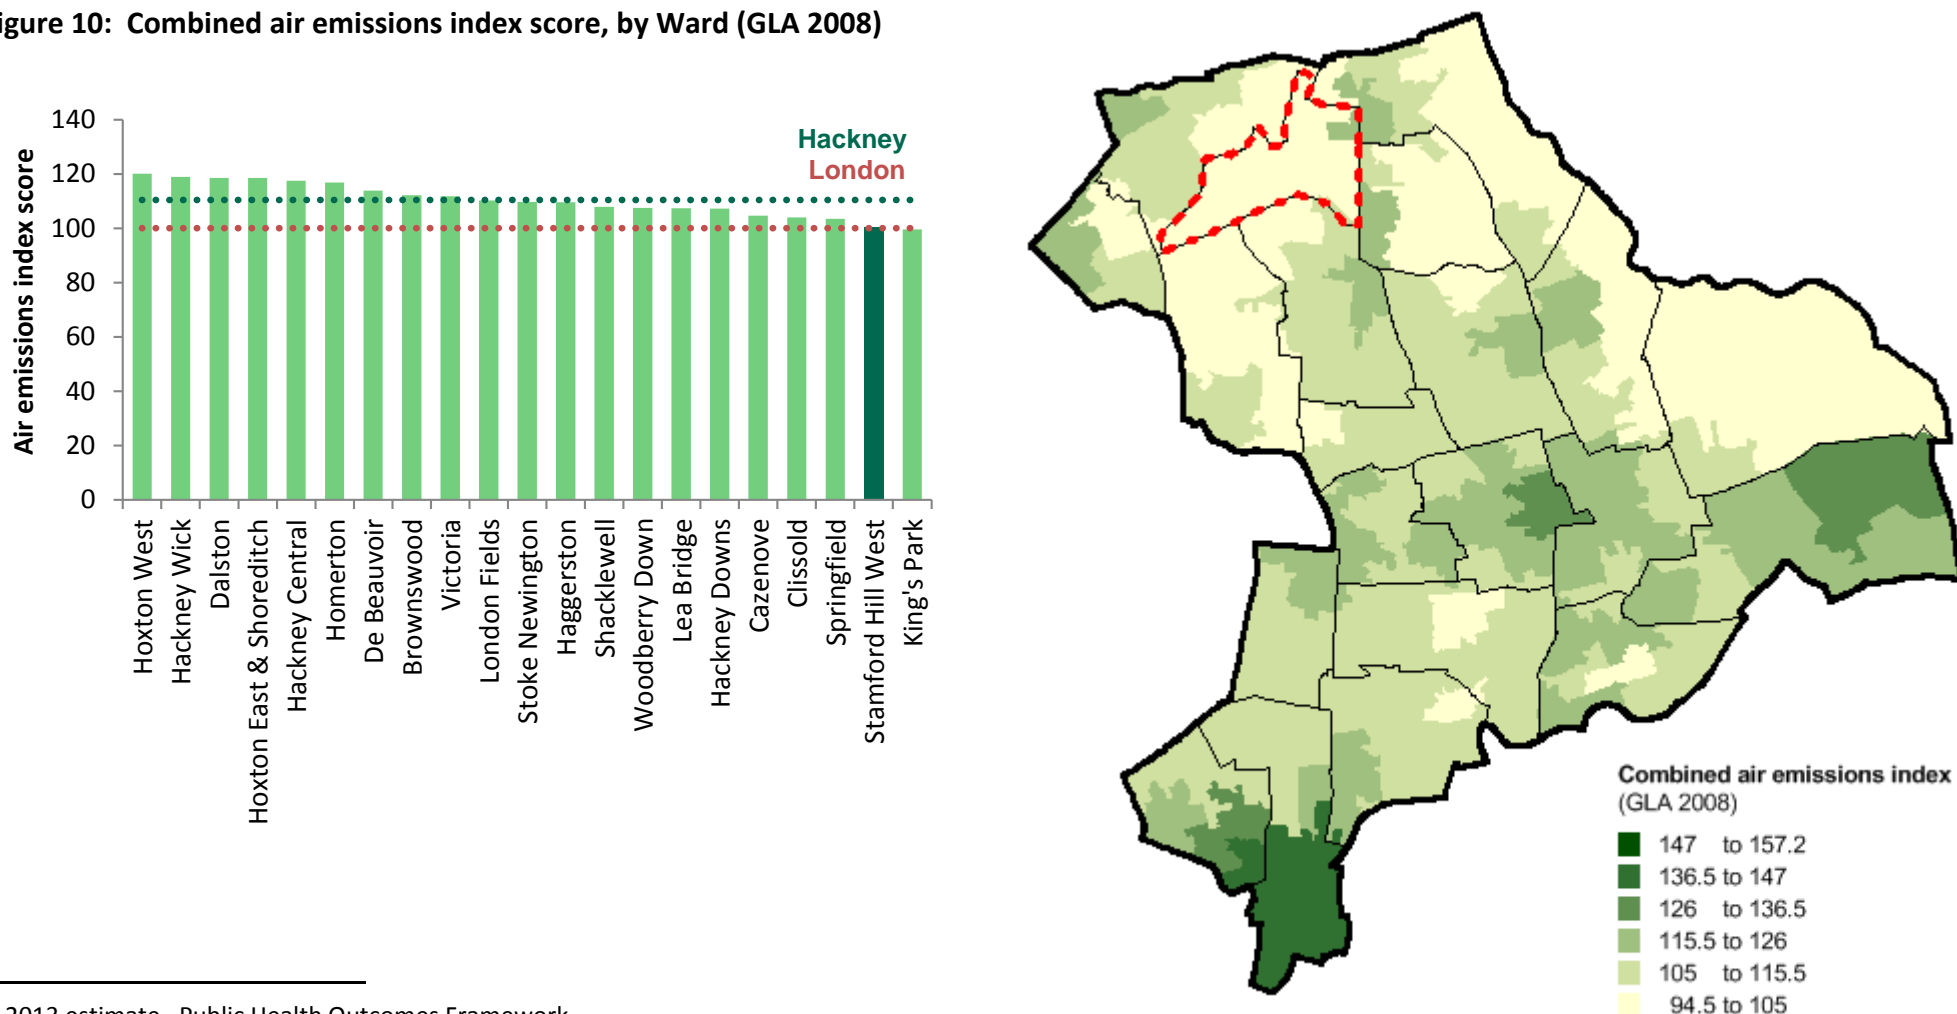 igure 10: Combined air emissions index score, by Ward (GLA 2008)
Air emissions index score
140
120
100
80
60
40
20
0
Hackney
London
Hoxton West
Hackney Wick
Dalston
Hoxton East & Shoreditch
Hackney Central
Homerton
De Beauvoir
Brownswood
Victoria
London Fields
Stoke Newington
Haggerston
Shacklewell
Woodberry Down
Lea Bridge
Hackney Downs
Cazenove
Clissold
Springfield
Stamford Hill West
King's Park
Combined air emissions index
(GLA 2008)
147 to 157.2
136.5 to 147
126 to 136.5
115.5 to 126
105 to 115.5
94.5 to 105
Public Health Outcomes Framework